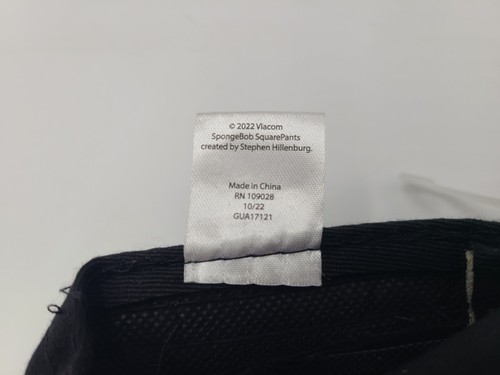 © 2022 Viacom
SpongeBob SquarePants
created by Stephen Hillenburg.
Made in China
RN 109028
10/22
GUA17121